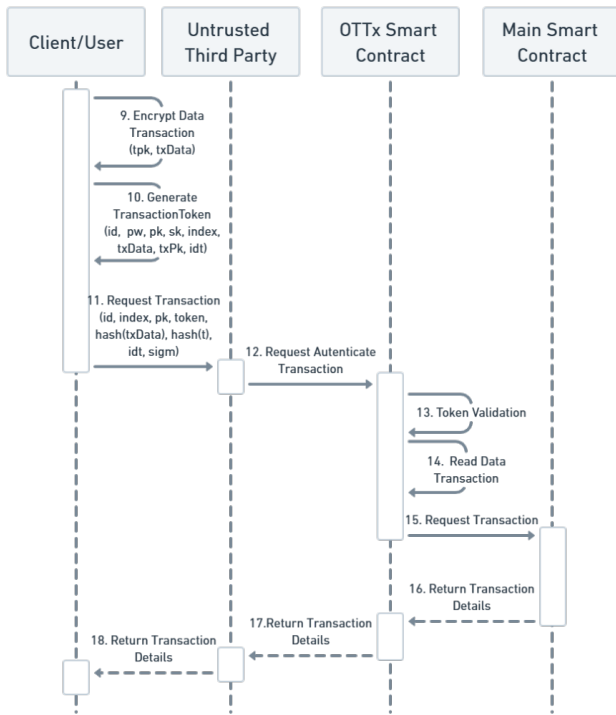 Client/User
Untrusted
Third Party
OTTx Smart
Contract
Main Smart
Contract
9. Encrypt Data
Transaction
(tpk, txData)
10. Generate
TransactionToken
(id, pw, pk, sk, index,
txData, txPk, idt)
11. Request Transaction
(id, index, pk, token,
hash(txData), hash(t),
idt, sigm)
12. Request Autenticate
Transaction
13. Token Validation
14. Read Data
Transaction
15. Request Transaction
16. Return Transaction
Details
17.Return Transaction
Details
18. Return Transaction
Details